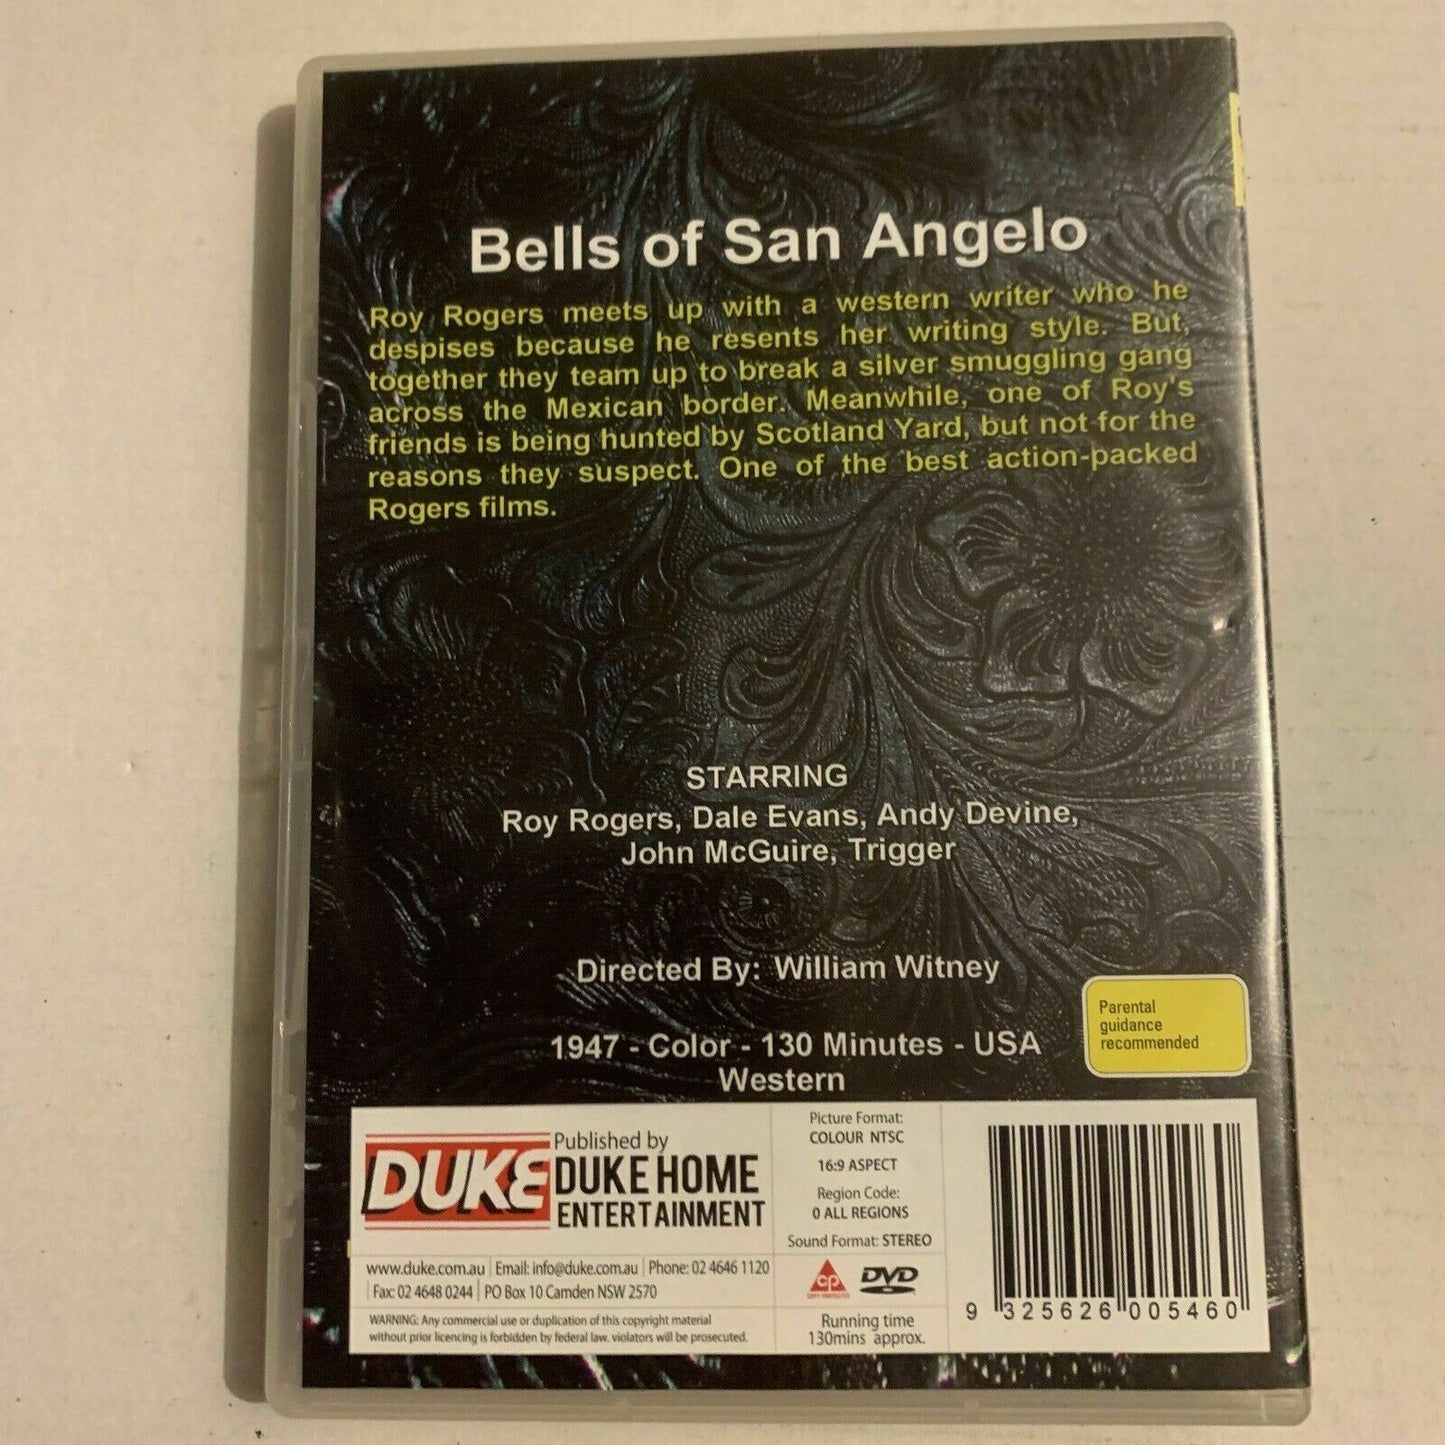 Bells of San Angelo
Roy Rogers meets up with a western writer who he
despises because he resents her writing style. But,
together they team up to break a silver smuggling gang
across the Mexican border. Meanwhile, one of Roy's
friends is being hunted by Scotland Yard, but not for the
reasons they suspect. One of the best action-packed
Rogers films.
STARRING
Roy Rogers, Dale Evans, Andy Devine,
John McGuire, Trigger
Directed By: William Witney
1947 - Color - 130 Minutes - USA
Western
Parental
guidance
recommended
DUKE
Published by
DUKE HOME
ENTERTAINMENT
www.duke.com.au | Email: info@duke.com.au | Phone: 02 4646 1120
| Fax: 02 4648 0244 | PO Box 10 Camden NSW 2570
WARNING: Any commercial use or duplication of this copyright material
without prior licencing is forbidden by federal law. violators will be prosecuted.
Picture Format:
COLOUR NTSC
16:9 ASPECT
Region Code:
0 ALL REGIONS
Sound Format: STEREO
cp
COPY PROTECTED
DVD
Running time
130mins approx.
9 325626 005460